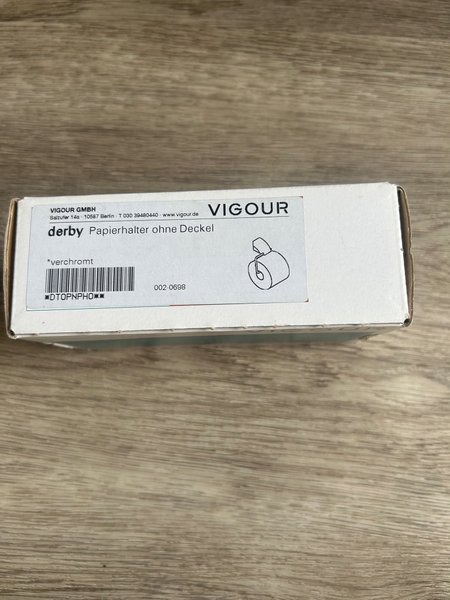 VIGOUR GMBH
Salzufer 14a · 10587 Berlin · T 030 39480440 · www.vigour.de
VIGOUR
derby Papierhalter ohne Deckel
*verchromt
*DTOPNPHO**
002 0698